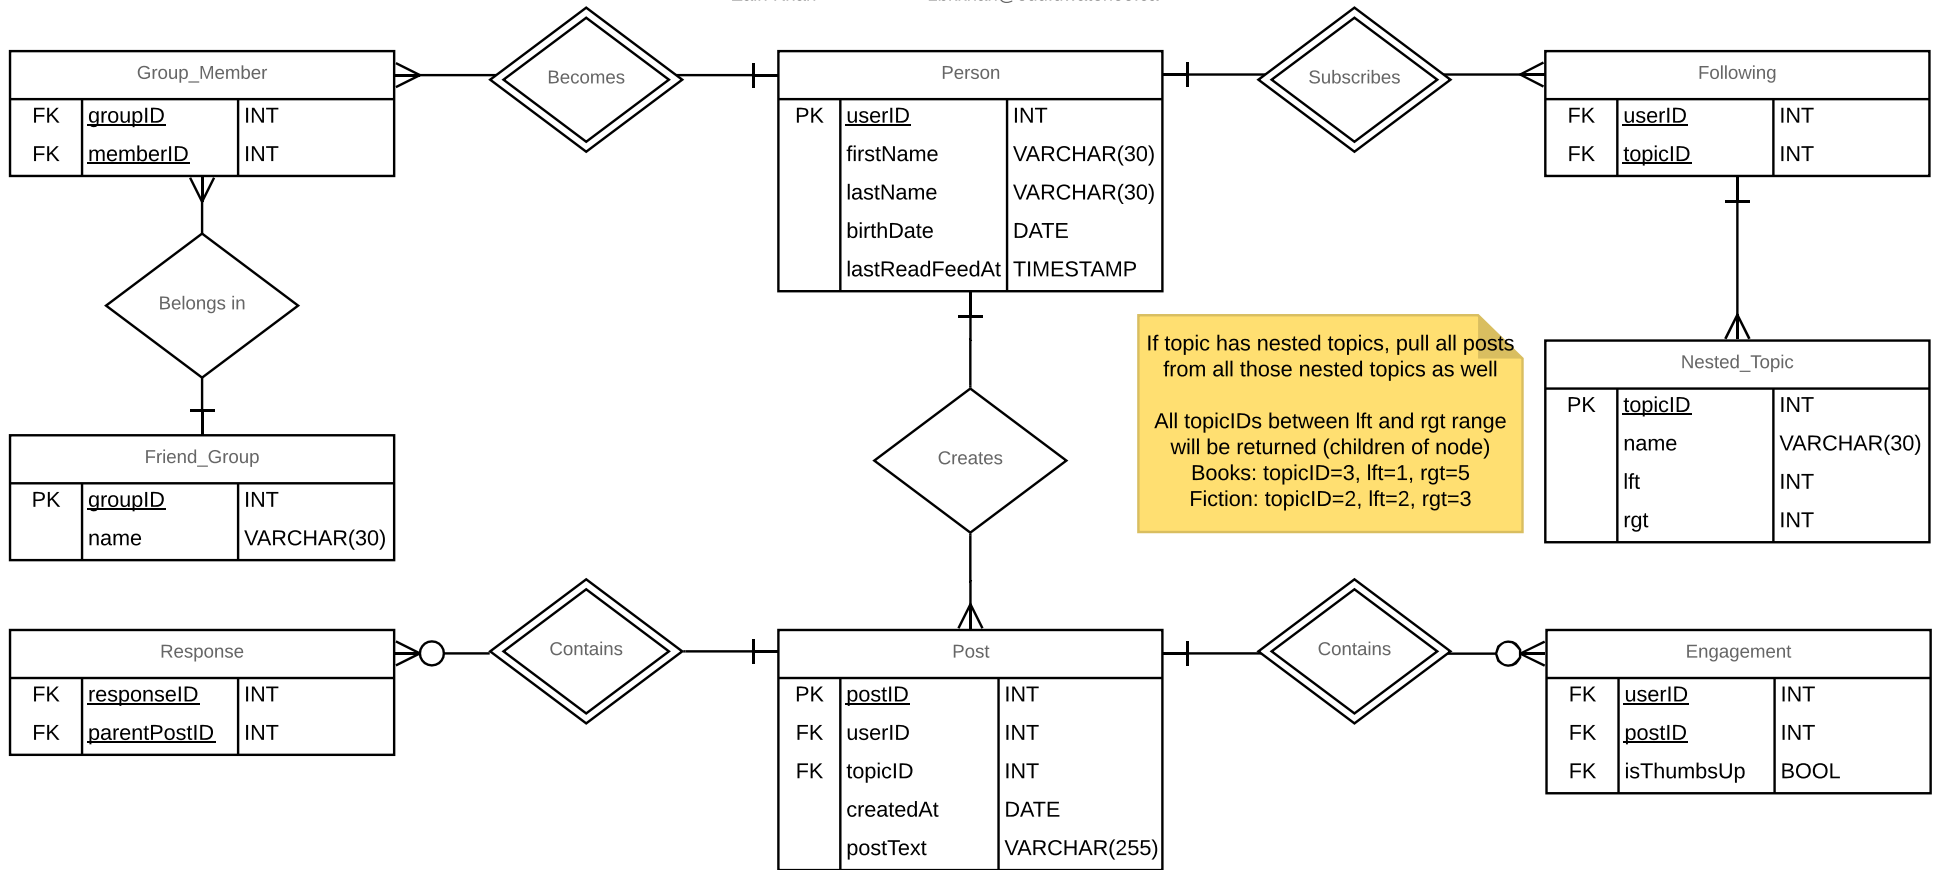 Group_Member
FK groupID INT
FK memberID INT
Becomes
Person
PK userID INT
firstName VARCHAR(30)
lastName VARCHAR(30)
birthDate DATE
lastReadFeedAt TIMESTAMP
Subscribes
Following
FK userID INT
FK topicID INT
Belongs in
Friend_Group
PK groupID INT
name VARCHAR(30)
Creates
If topic has nested topics, pull all posts
from all those nested topics as well
All topicIDs between lft and rgt range
will be returned (children of node)
Books: topicID=3, lft=1, rgt=5
Fiction: topicID=2, lft=2, rgt=3
Nested_Topic
PK topicID INT
name VARCHAR(30)
lft INT
rgt INT
Response
FK responseID INT
FK parentPostID INT
Contains
Post
PK postID INT
FK userID INT
FK topicID INT
createdAt DATE
postText VARCHAR(255)
Contains
Engagement
FK userID INT
FK postID INT
FK isThumbsUp BOOL